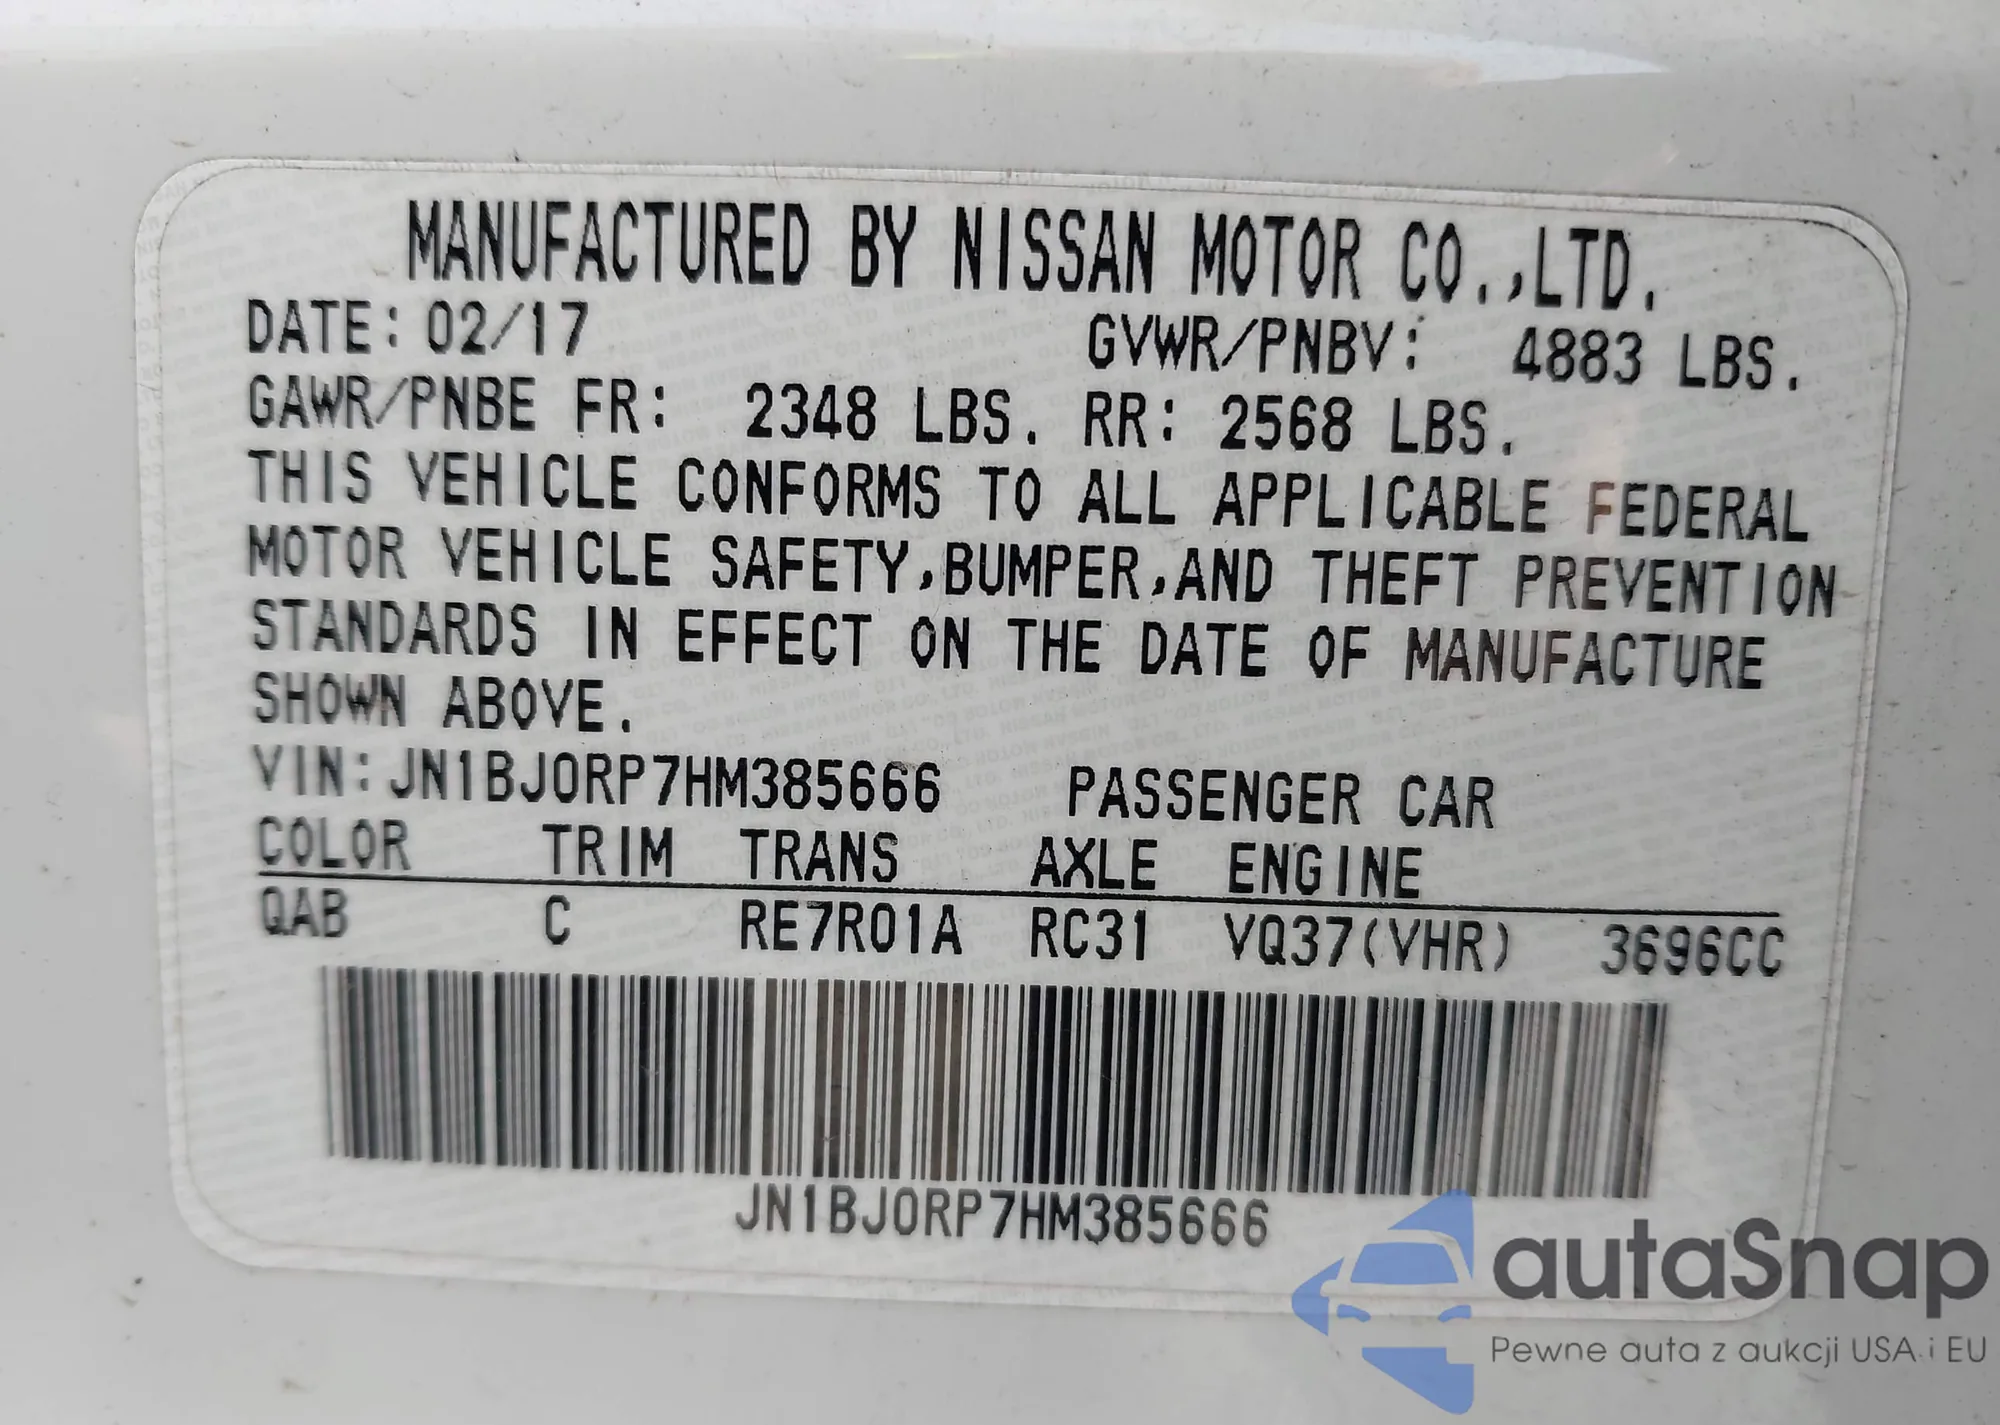 MANUFACTURED BY NISSAN MOTOR CO.,LTD.
DATE: 02/17 GVWR/PNBV: 4883 LBS.
GAWR/PNBE FR: 2348 LBS. RR: 2568 LBS.
THIS VEHICLE CONFORMS TO ALL APPLICABLE FEDERAL
MOTOR VEHICLE SAFETY,BUMPER,AND THEFT PREVENTION
STANDARDS IN EFFECT ON THE DATE OF MANUFACTURE
SHOWN ABOVE.
VIN:JN1BJ0RP7HM385666 PASSENGER CAR
COLOR TRIM TRANS AXLE ENGINE
QAB C RE7R01A RC31 VQ37(VHR) 3696CC
JN1BJ0RP7HM385666
autaSnap
Pewne auta z aukcji USA i EU